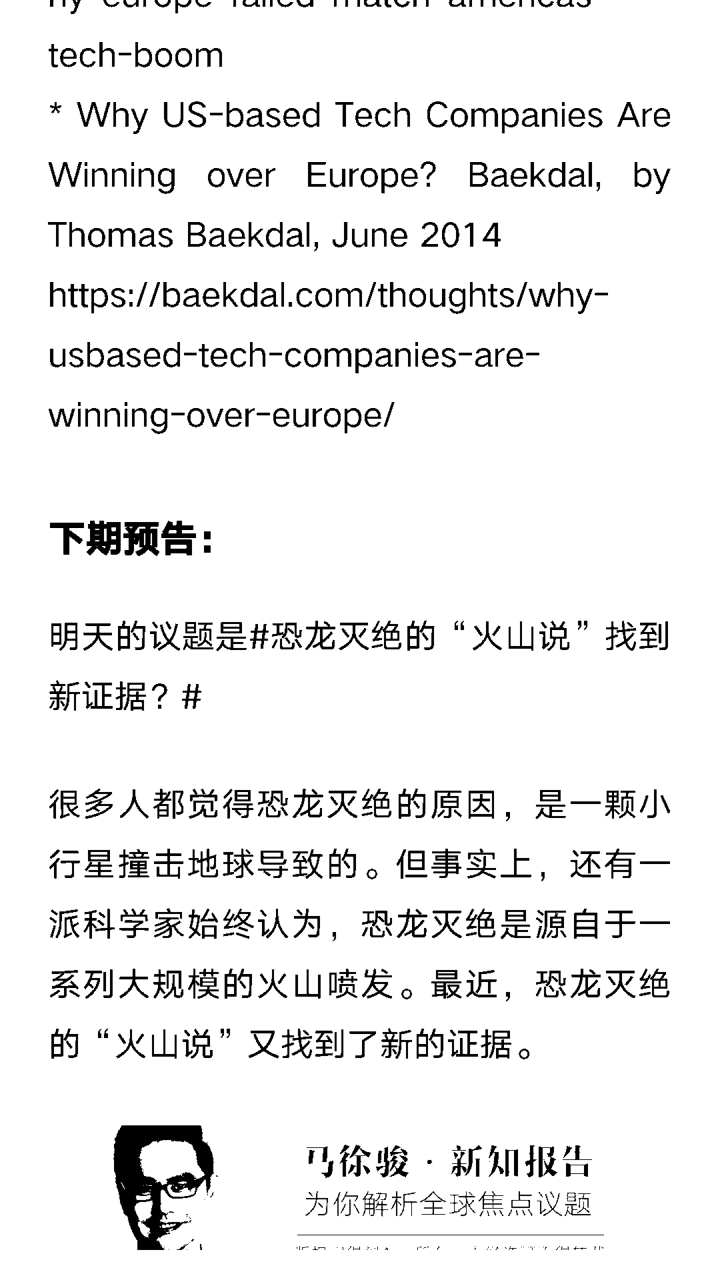 europe failed match americas
tech-boom
* Why US-based Tech Companies Are
Winning over Europe? Baekdal, by
Thomas Baekdal, June 2014
https://baekdal.com/thoughts/why-
usbased-tech-companies-are-
winning-over-europe/
下期预告：
明天的议题是#恐龙灭绝的“火山说”找到
新证据？#
很多人都觉得恐龙灭绝的原因，是一颗小
行星撞击地球导致的。但事实上，还有一
派科学家始终认为，恐龙灭绝是源自于一
系列大规模的火山喷发。最近，恐龙灭绝
的“火山说”又找到了新的证据。
马徐骏·新知报告
为你解析全球焦点议题